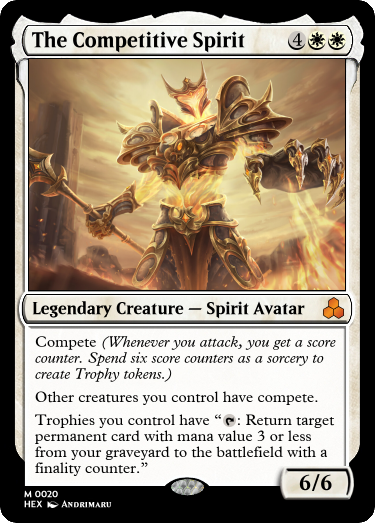 The Competitive Spirit 4
Legendary Creature — Spirit Avatar
Compete (Whenever you attack, you get a score
counter. Spend six score counters as a sorcery to
create Trophy tokens.)
Other creatures you control have compete.
Trophies you control have “: Return target
permanent card with mana value 3 or less
from your graveyard to the battlefield with a
finality counter.”
6/6
M 0020
HEX Andrimaru